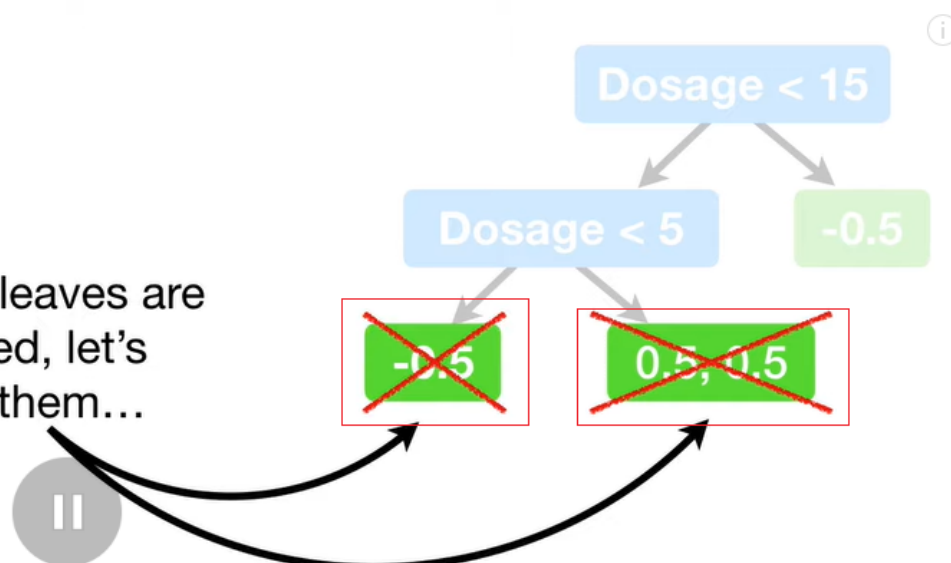 Dosage < 15
Dosage < 5
-0.5
leaves are
ed, let's
them...
-0.5
0.5, 0.5